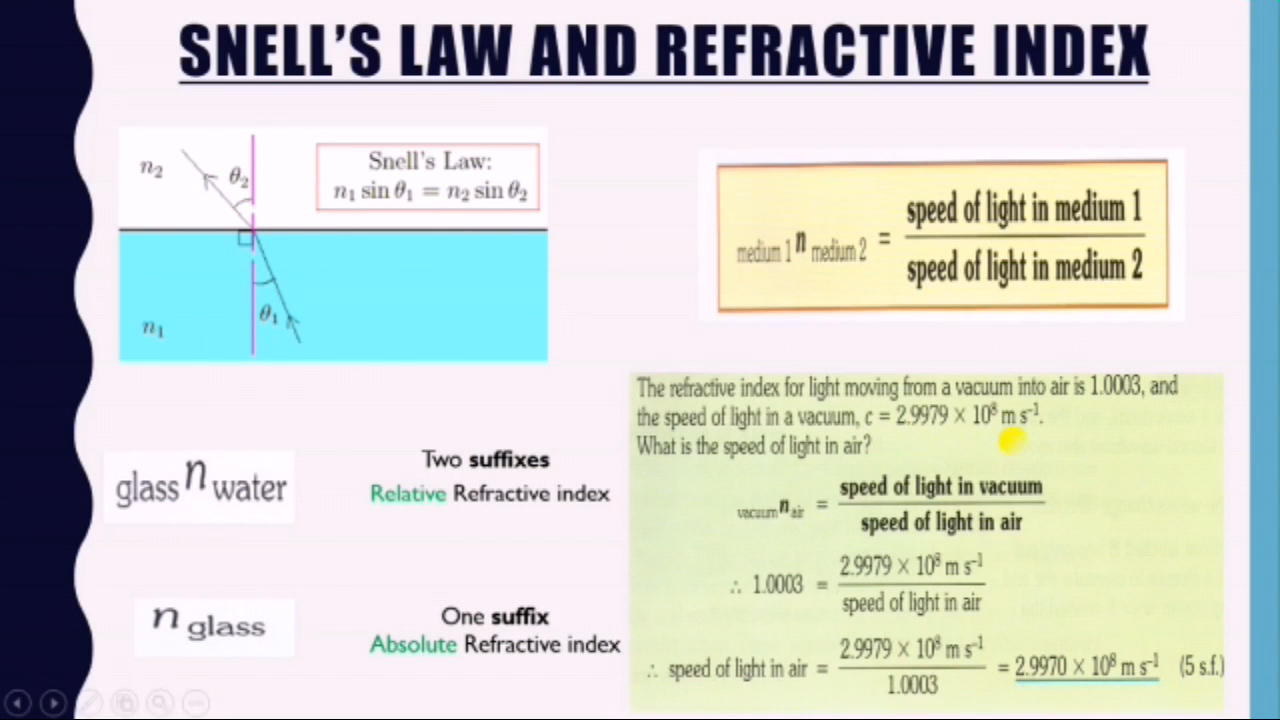 SNELL'S LAW AND REFRACTIVE INDEX
n₂
θ₂
Snell's Law:
n₁ sin θ₁ = n₂ sin θ₂
θ₁
n₁
medium 1 n medium 2 = speed of light in medium 1
speed of light in medium 2
glass n water
Two suffixes
Relative Refractive index
n glass
One suffix
Absolute Refractive index
The refractive index for light moving from a vacuum into air is 1.0003, and
the speed of light in a vacuum, c = 2.9979 × 10⁸ m s⁻¹.
What is the speed of light in air?
vacuum n air = speed of light in vacuum
speed of light in air
∴ 1.0003 = 2.9979 × 10⁸ m s⁻¹
speed of light in air
∴ speed of light in air = 2.9979 × 10⁸ m s⁻¹
1.0003
= 2.9970 × 10⁸ m s⁻¹ (5 s.f.)